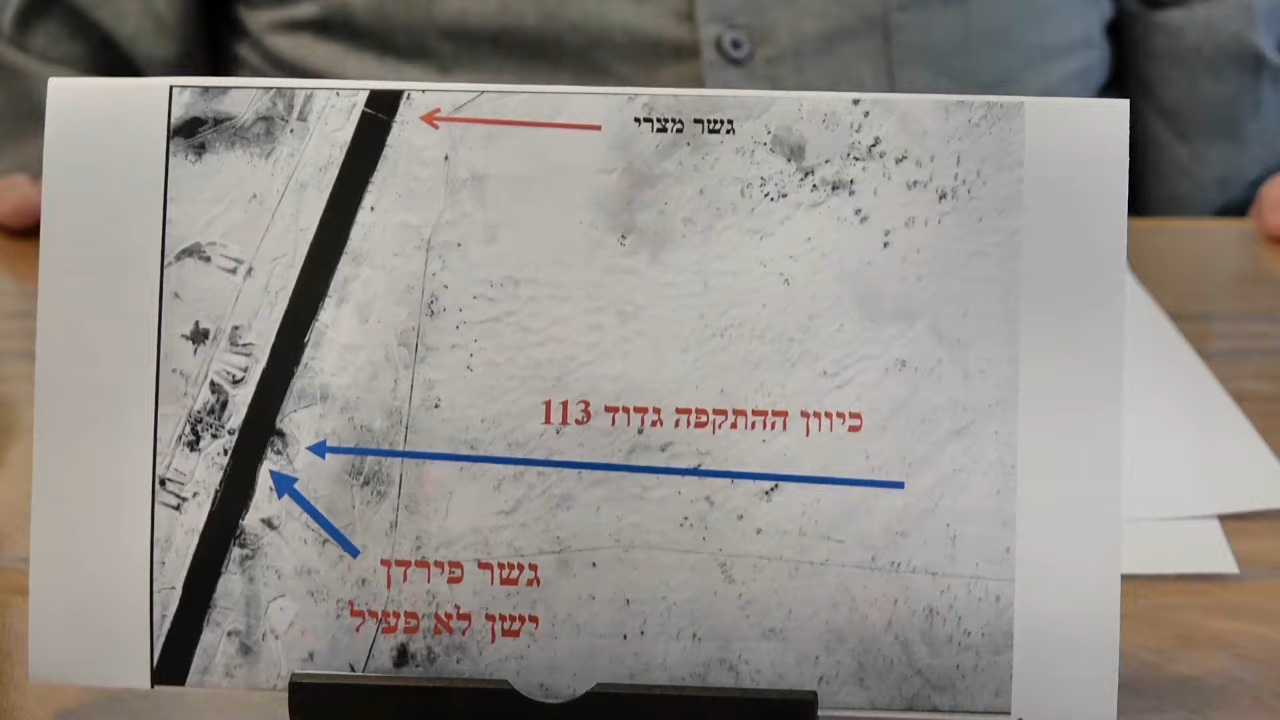 גשר מצרי
כיוון ההתקפה גדוד 113
גשר פירדן
ישן לא פעיל